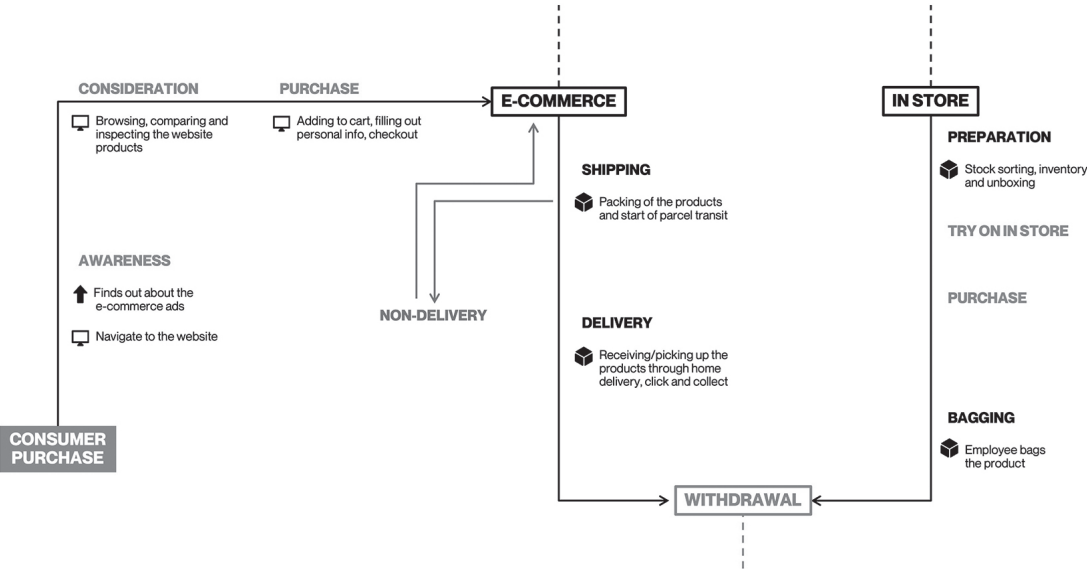 CONSIDERATION
Browsing, comparing and
inspecting the website
products
PURCHASE
Adding to cart, filling out
personal info, checkout
E-COMMERCE
IN STORE
AWARENESS
Finds out about the
e-commerce ads
Navigate to the website
CONSUMER
PURCHASE
NON-DELIVERY
SHIPPING
Packing of the products
and start of parcel transit
DELIVERY
Receiving/picking up the
products through home
delivery, click and collect
PREPARATION
Stock sorting, inventory
and unboxing
TRY ON IN STORE
PURCHASE
BAGGING
Employee bags
the product
WITHDRAWAL